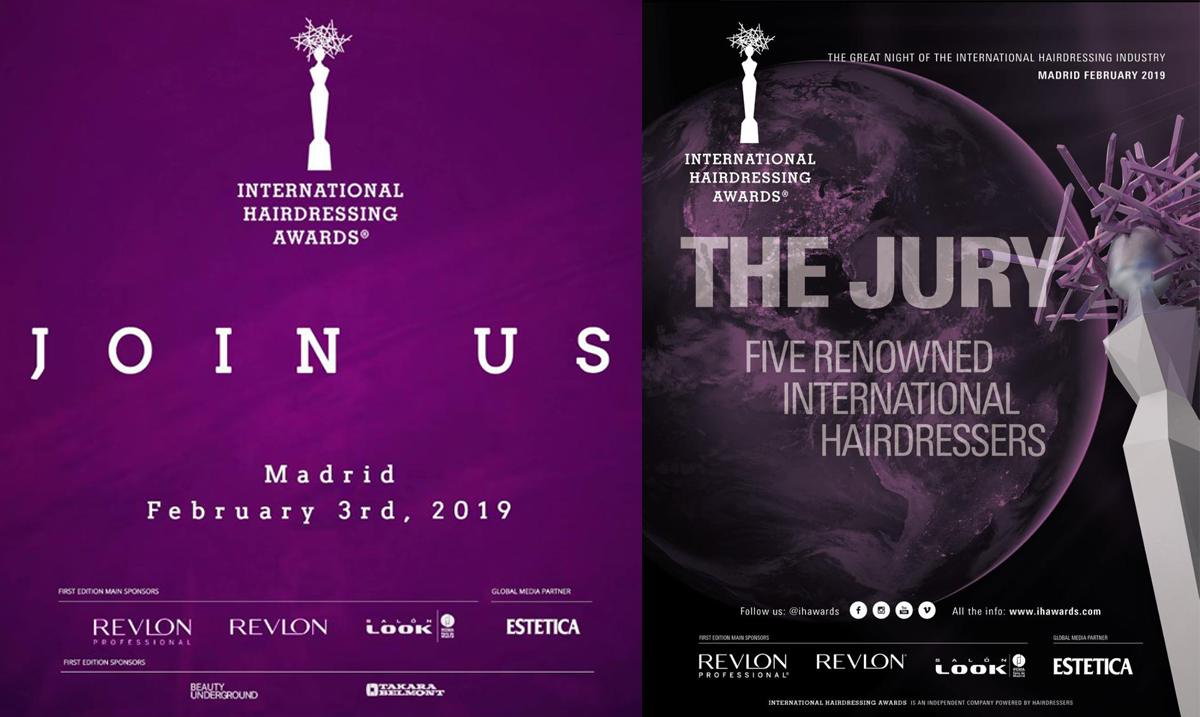 INTERNATIONAL
HAIRDRESSING
AWARDS®
JOIN US
Madrid
February 3rd, 2019
FIRST EDITION MAIN SPONSORS
GLOBAL MEDIA PARTNER
REVLON
PROFESSIONAL
REVLON
SALÓN
LOOK
ESTETICA
FIRST EDITION SPONSORS
BEAUTY
UNDERGROUND
TAKARA
BELMONT
THE GREAT NIGHT OF THE INTERNATIONAL HAIRDRESSING INDUSTRY
MADRID FEBRUARY 2019
INTERNATIONAL
HAIRDRESSING
AWARDS®
THE JURY
FIVE RENOWNED
INTERNATIONAL
HAIRDRESSERS
Follow us: @ihawards
All the info: www.ihawards.com
FIRST EDITION MAIN SPONSORS
GLOBAL MEDIA PARTNER
REVLON
PROFESSIONAL®
REVLON
SALÓN
LOOK
ESTETICA
INTERNATIONAL HAIRDRESSING AWARDS IS AN INDEPENDENT COMPANY POWERED BY HAIRDRESSERS